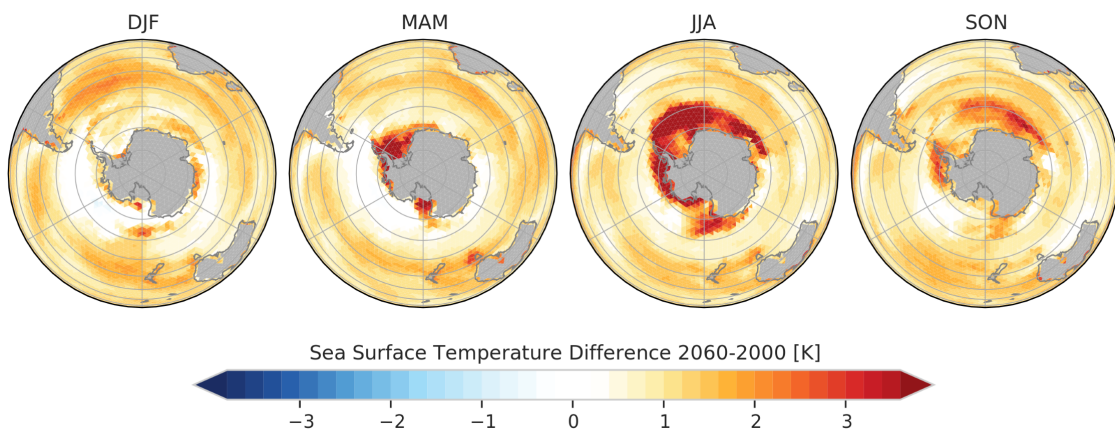 DJF MAM JJA SON
Sea Surface Temperature Difference 2060-2000 [K]
−3 −2 −1 0 1 2 3